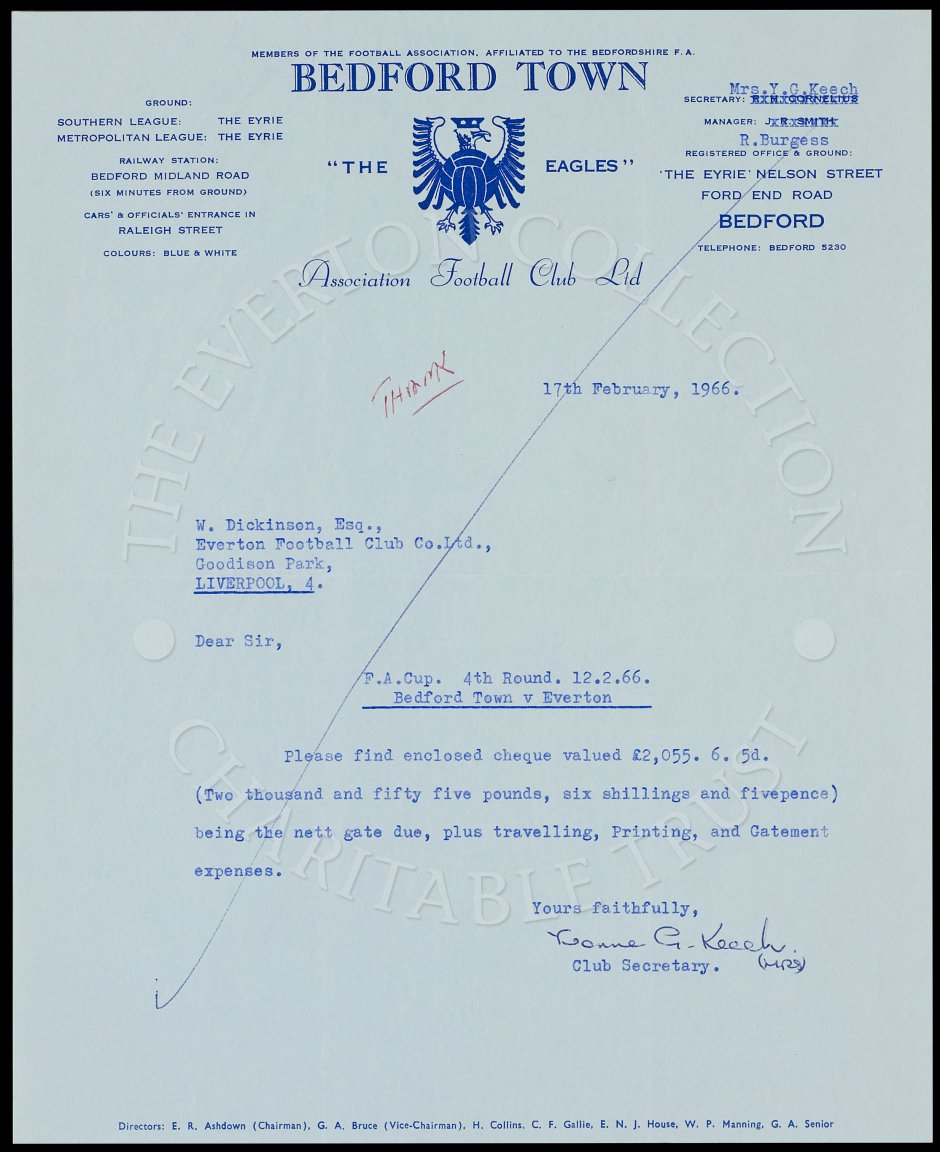 MEMBERS OF THE FOOTBALL ASSOCIATION, AFFILIATED TO THE BEDFORDSHIRE F.A.
BEDFORD TOWN
GROUND:
SOUTHERN LEAGUE: THE EYRIE
METROPOLITAN LEAGUE: THE EYRIE
RAILWAY STATION:
BEDFORD MIDLAND ROAD
(SIX MINUTES FROM GROUND)
CARS' & OFFICIALS' ENTRANCE IN
RALEIGH STREET
COLOURS: BLUE & WHITE
"THE EAGLES"
Mrs.Y.G.Keech
SECRETARY: R. H. CORNELIUS
MANAGER: J. R. SMITH
R.Burgess
REGISTERED OFFICE & GROUND:
'THE EYRIE' NELSON STREET
FORD END ROAD
BEDFORD
TELEPHONE: BEDFORD 5230
Association Football Club Ltd
THANK
17th February, 1966.
W. Dickinson, Esq.,
Everton Football Club Co.Ltd.,
Goodison Park,
LIVERPOOL, 4.
Dear Sir,
F.A.Cup. 4th Round. 12.2.66.
Bedford Town v Everton
Please find enclosed cheque valued £2,055. 6. 5d.
(Two thousand and fifty five pounds, six shillings and fivepence)
being the nett gate due, plus travelling, Printing, and Gatement
expenses.
Yours faithfully,
Yvonne G. Keech.
(MRS)
Club Secretary.
Directors: E. R. Ashdown (Chairman), G. A. Bruce (Vice-Chairman), H. Collins, C. F. Gallie, E. N. J. House, W. P. Manning, G. A. Senior
THE EVERTON COLLECTION
CHARITABLE TRUST